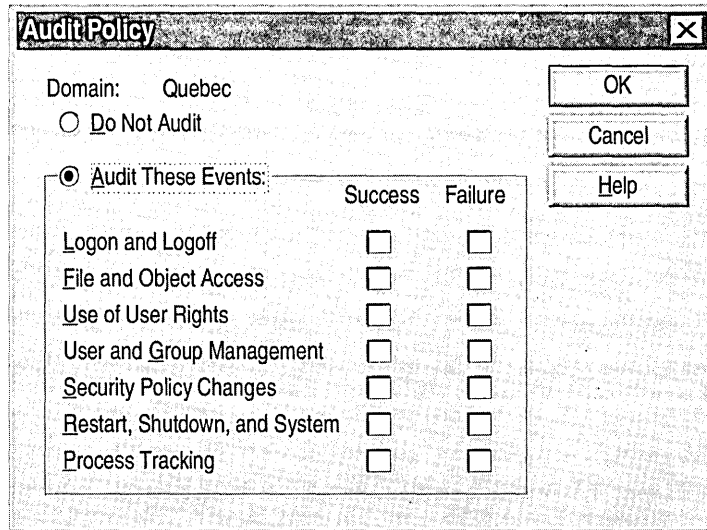 Audit Policy
Domain: Quebec
Do Not Audit
Audit These Events:
Success Failure
Logon and Logoff
File and Object Access
Use of User Rights
User and Group Management
Security Policy Changes
Restart, Shutdown, and System
Process Tracking
OK
Cancel
Help